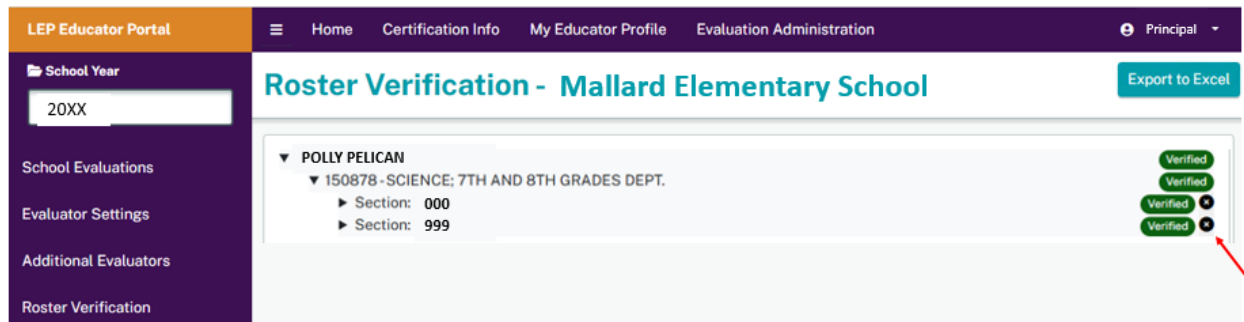 LEP Educator Portal
Home Certification Info My Educator Profile Evaluation Administration Principal
School Year
20XX
Roster Verification - Mallard Elementary School
Export to Excel
School Evaluations
Evaluator Settings
Additional Evaluators
Roster Verification
POLLY PELICAN Verified
150878 - SCIENCE; 7TH AND 8TH GRADES DEPT. Verified
Section: 000 Verified
Section: 999 Verified